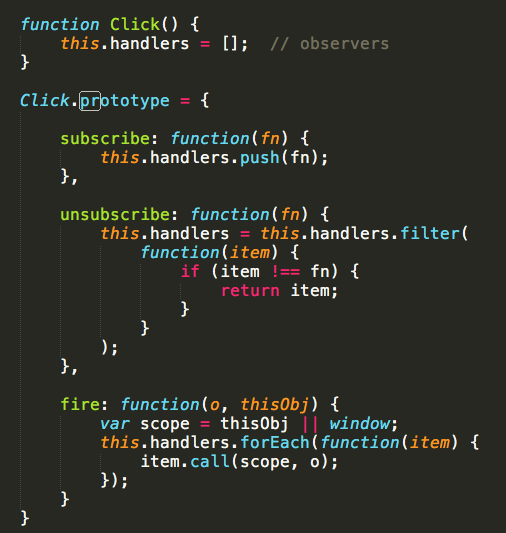 function Click() {
    this.handlers = [];  // observers
}

Click.prototype = {

    subscribe: function(fn) {
        this.handlers.push(fn);
    },

    unsubscribe: function(fn) {
        this.handlers = this.handlers.filter(
            function(item) {
                if (item !== fn) {
                    return item;
                }
            }
        );
    },

    fire: function(o, thisObj) {
        var scope = thisObj || window;
        this.handlers.forEach(function(item) {
            item.call(scope, o);
        });
    }
}